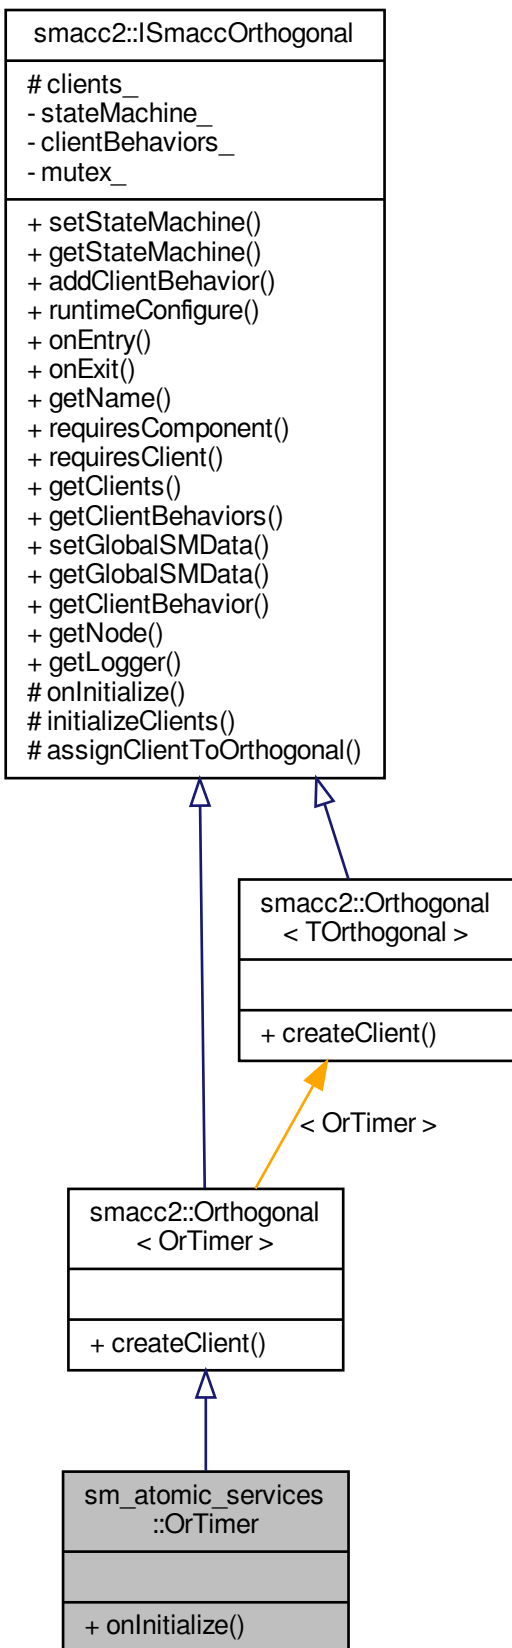 smacc2::ISmaccOrthogonal
# clients_
- stateMachine_
- clientBehaviors_
- mutex_
+ setStateMachine()
+ getStateMachine()
+ addClientBehavior()
+ runtimeConfigure()
+ onEntry()
+ onExit()
+ getName()
+ requiresComponent()
+ requiresClient()
+ getClients()
+ getClientBehaviors()
+ setGlobalSMData()
+ getGlobalSMData()
+ getClientBehavior()
+ getNode()
+ getLogger()
# onInitialize()
# initializeClients()
# assignClientToOrthogonal()
smacc2::Orthogonal
< TOrthogonal >
+ createClient()
< OrTimer >
smacc2::Orthogonal
< OrTimer >
+ createClient()
sm_atomic_services
::OrTimer
+ onInitialize()